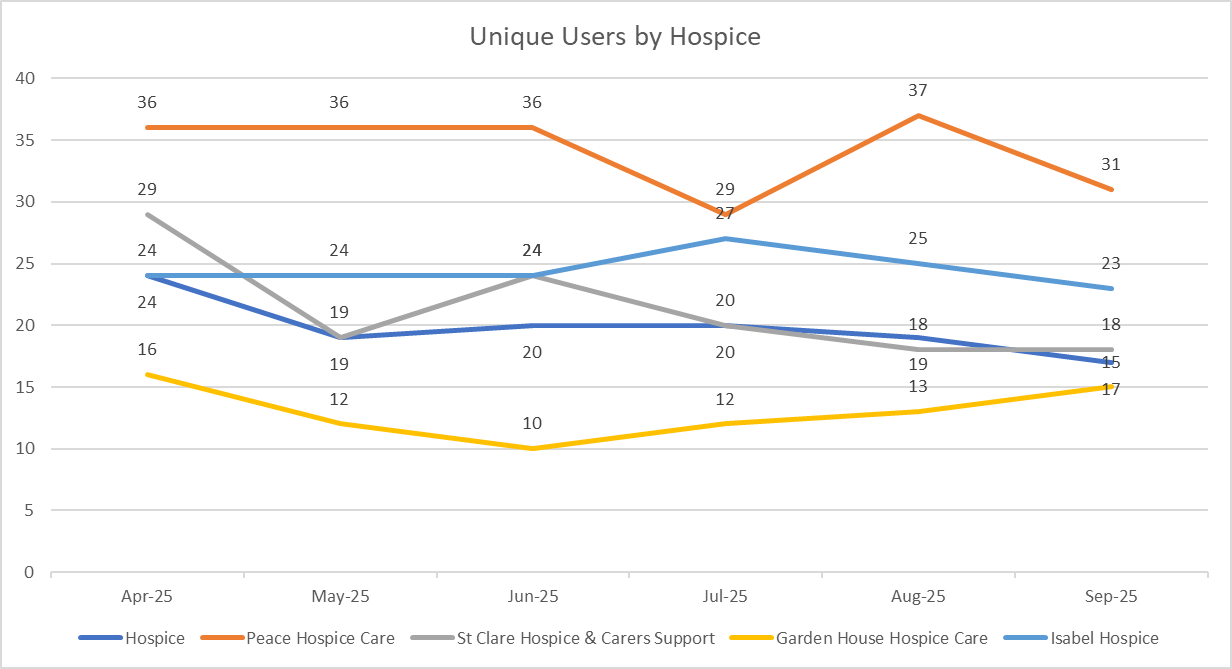 Unique Users by Hospice
40
36 36 36 37
35
31
29 29
30
27
25
24 24 24 23
25
24
20
19 18 18
20
20 20 19 15
19
16 13 17
15
12 12
10
10
5
0
Apr-25 May-25 Jun-25 Jul-25 Aug-25 Sep-25
Hospice Peace Hospice Care St Clare Hospice & Carers Support Garden House Hospice Care Isabel Hospice